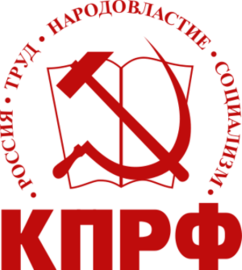 · РОССИЯ · ТРУД · НАРОДОВЛАСТИЕ · СОЦИАЛИЗМ ·
КПРФ